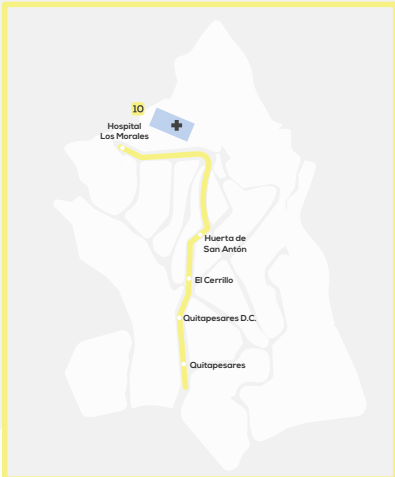 10
Hospital
Los Morales
Huerta de
San Antón
El Cerrillo
Quitapesares D.C.
Quitapesares